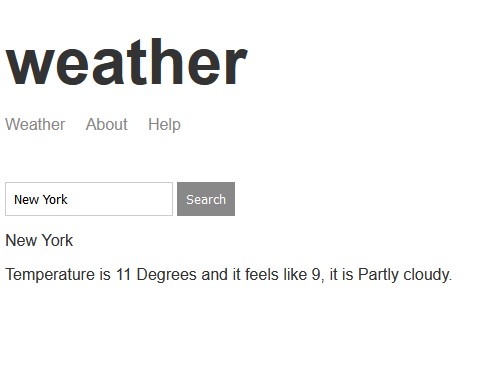 weather
Weather About Help
New York Search
New York
Temperature is 11 Degrees and it feels like 9, it is Partly cloudy.